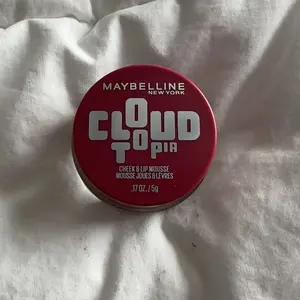 MAYBELLINE
NEW YORK
CLOUD
TOPIA
CHEEK & LIP MOUSSE
MOUSSE JOUES & LÈVRES
.17 OZ. / 5g